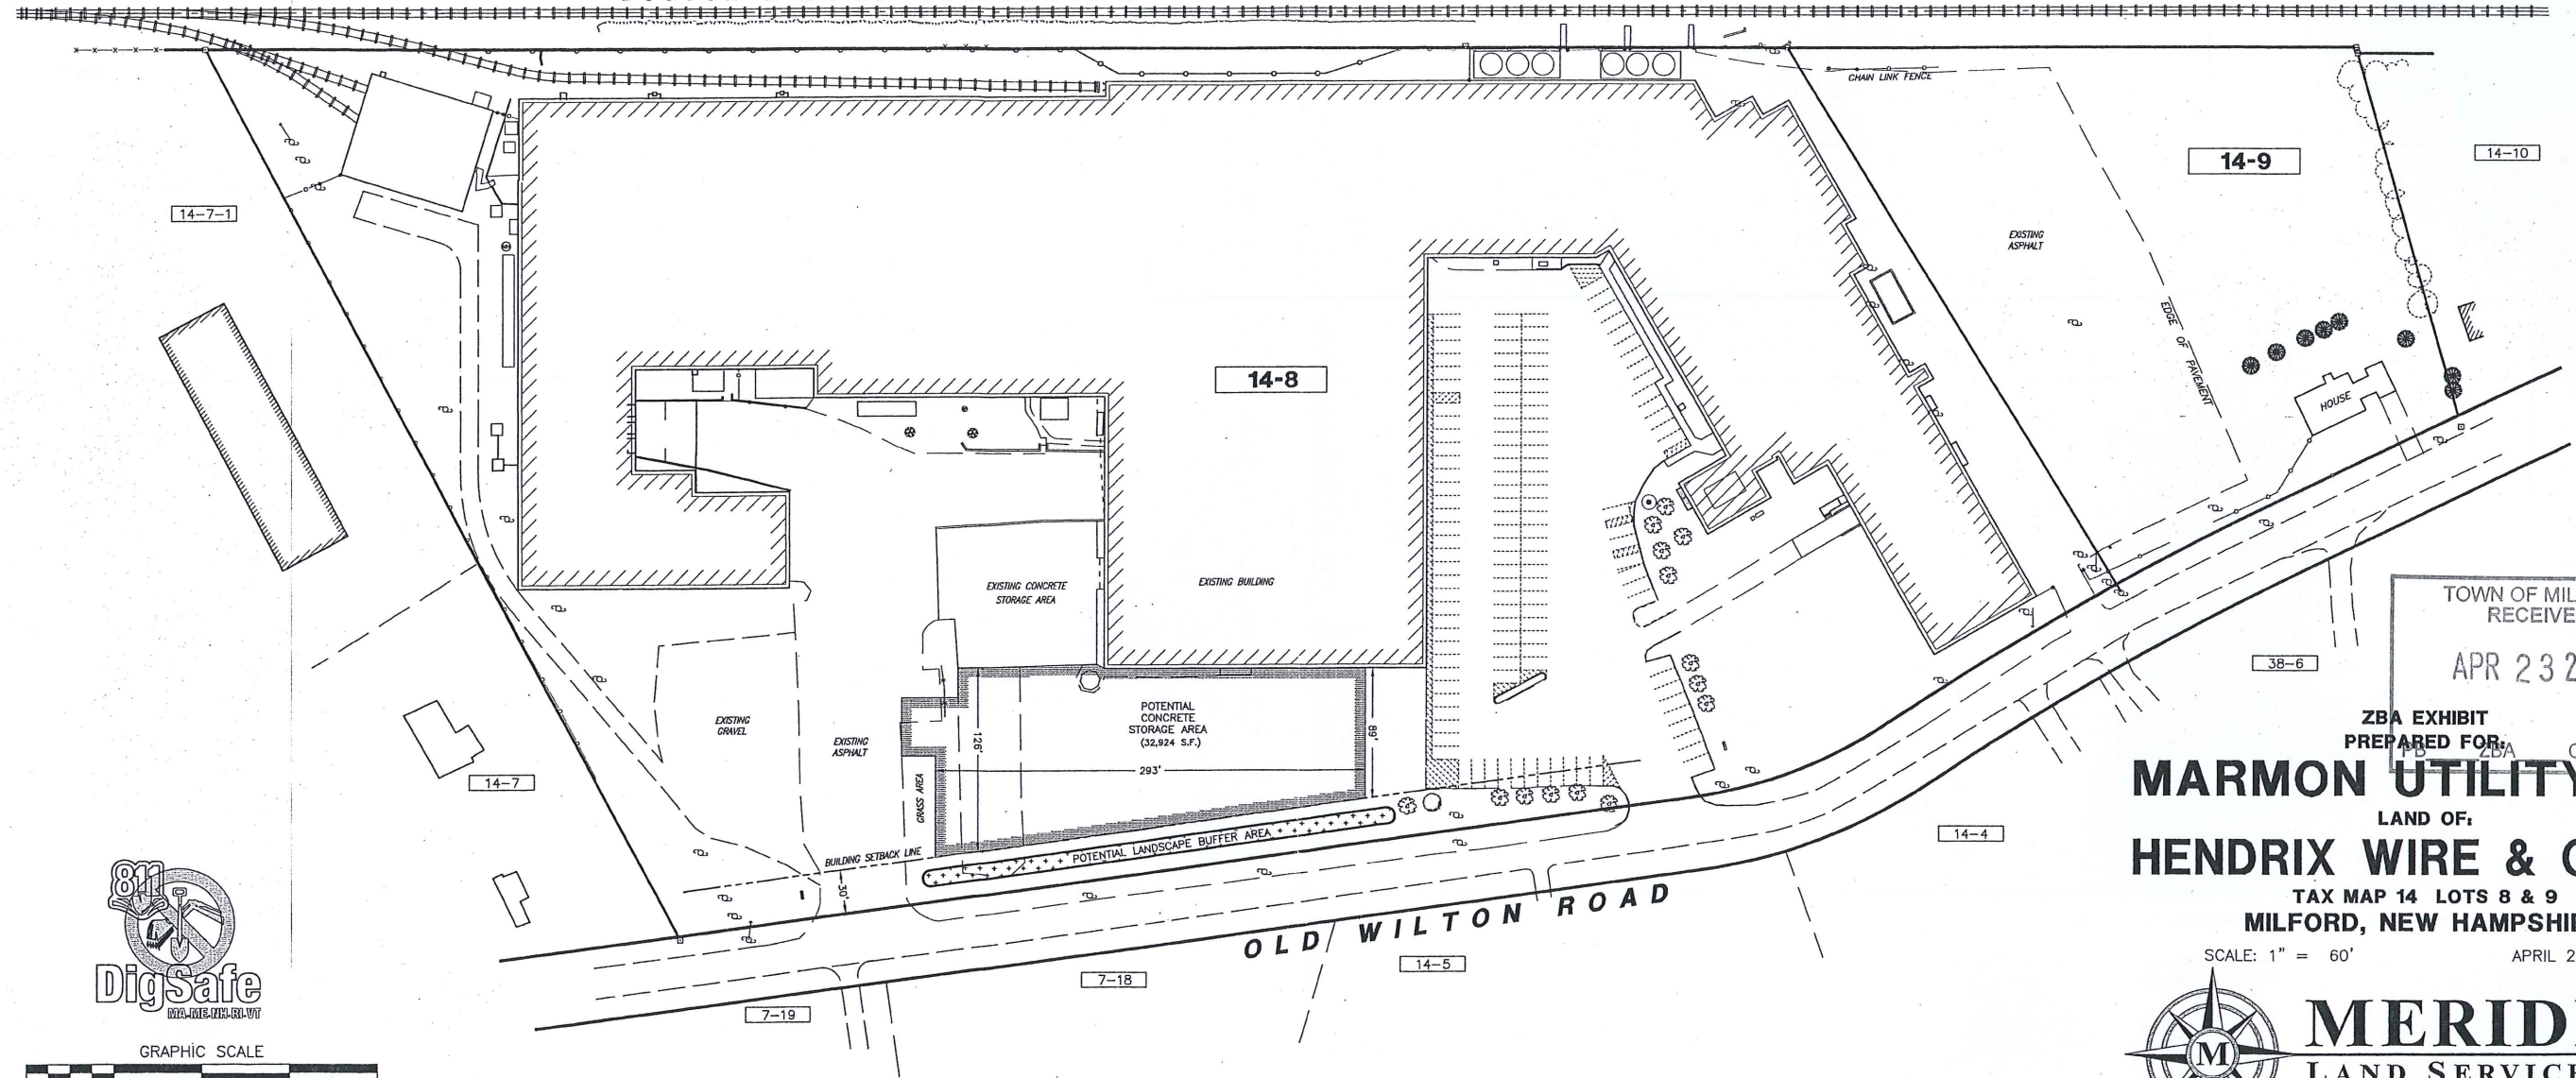 CHAIN LINK FENCE
14-9
14-10
14-7-1
EXISTING
ASPHALT
EDGE OF PAVEMENT
14-8
HOUSE
EXISTING CONCRETE
STORAGE AREA
EXISTING BUILDING
TOWN OF MIL
RECEIVE
APR 23 2
38-6
POTENTIAL
CONCRETE
STORAGE AREA
(32,924 S.F.)
126'
293'
89'
EXISTING
GRAVEL
EXISTING
ASPHALT
GRASS AREA
14-7
ZBA EXHIBIT
PREPARED FOR:
PB ZBA
MARMON UTILITY
LAND OF:
HENDRIX WIRE & C
TAX MAP 14 LOTS 8 & 9
MILFORD, NEW HAMPSHI
SCALE: 1" = 60'
APRIL 2
14-4
BUILDING SETBACK LINE
30'
POTENTIAL LANDSCAPE BUFFER AREA
OLD WILTON ROAD
14-5
7-18
7-19
811
DigSafe
MA-ME-NH-RI-VT
GRAPHIC SCALE
M
MERIDI
LAND SERVIC